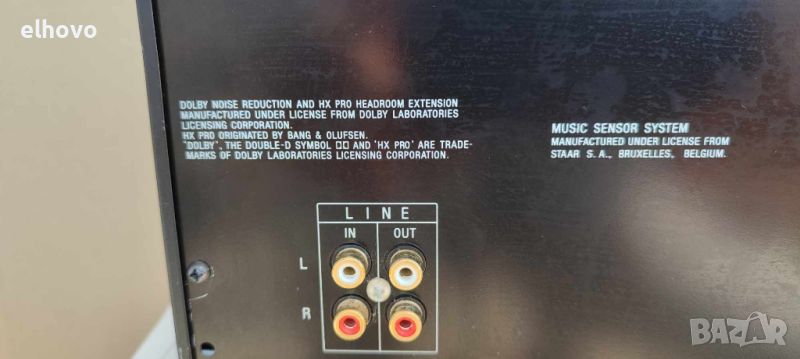 elhovo
DOLBY NOISE REDUCTION AND HX PRO HEADROOM EXTENSION
MANUFACTURED UNDER LICENSE FROM DOLBY LABORATORIES
LICENSING CORPORATION.
HX PRO ORIGINATED BY BANG & OLUFSEN.
"DOLBY", THE DOUBLE-D SYMBOL AND 'HX PRO' ARE TRADE-
MARKS OF DOLBY LABORATORIES LICENSING CORPORATION.
MUSIC SENSOR SYSTEM
MANUFACTURED UNDER LICENSE FROM
STAAR S.A., BRUXELLES, BELGIUM.
LINE
IN OUT
L
R
BAZAR